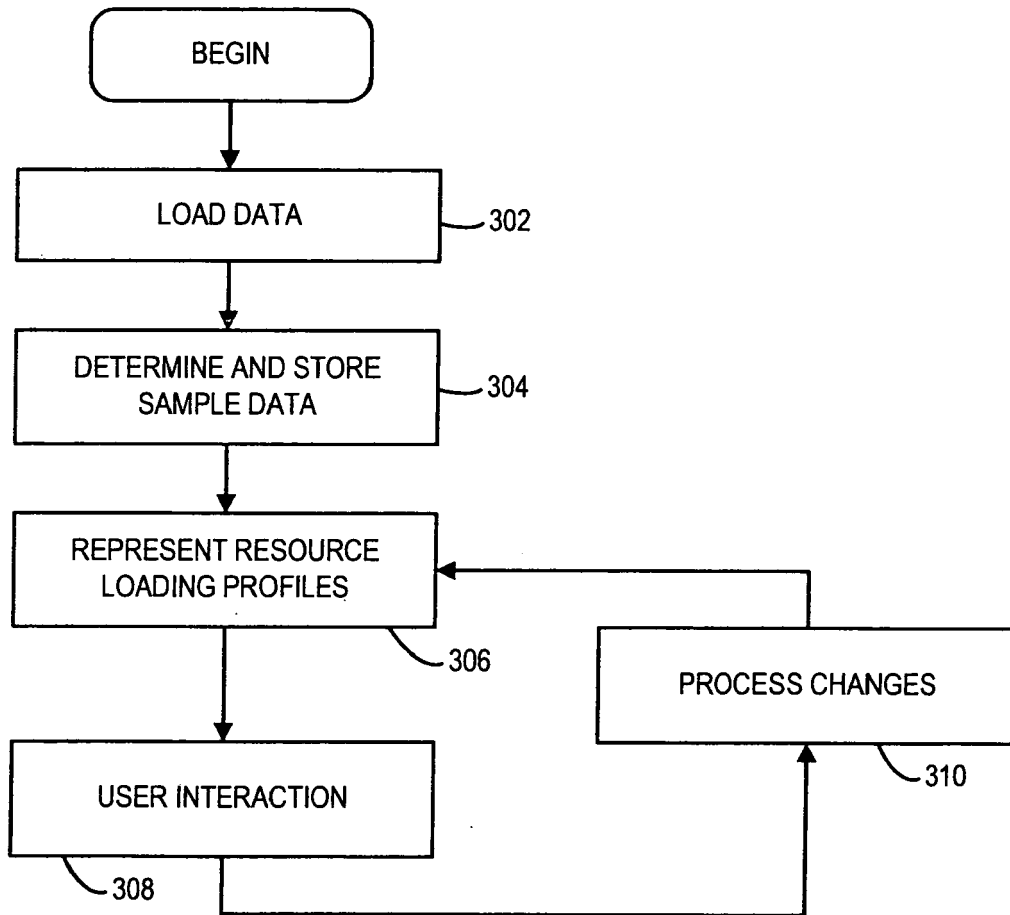 BEGIN
LOAD DATA
302
DETERMINE AND STORE
SAMPLE DATA
304
REPRESENT RESOURCE
LOADING PROFILES
306
PROCESS CHANGES
310
USER INTERACTION
308